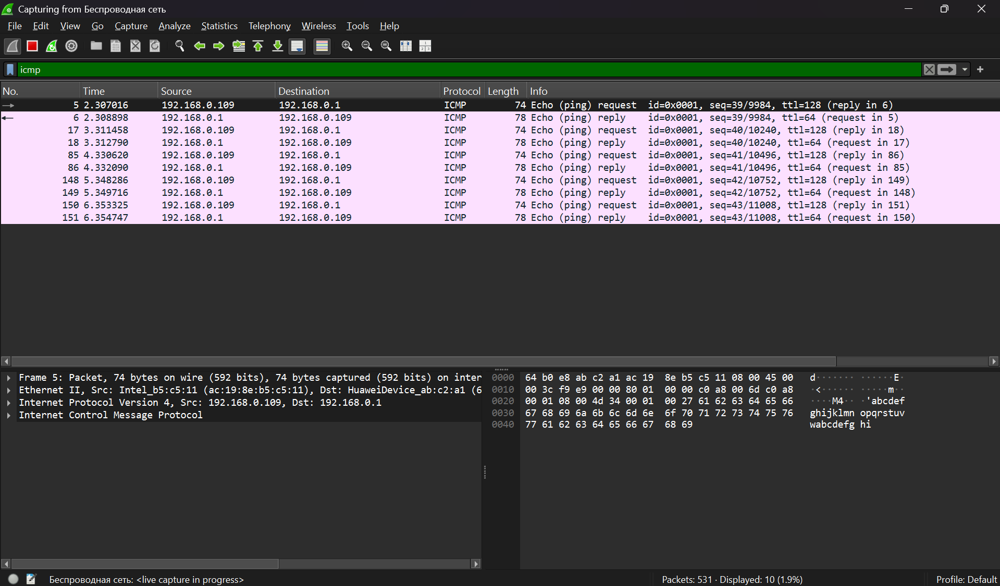 Capturing from Беспроводная сеть
File Edit View Go Capture Analyze Statistics Telephony Wireless Tools Help
icmp
No. Time Source Destination Protocol Length Info
5 2.307016 192.168.0.109 192.168.0.1 ICMP 74 Echo (ping) request id=0x0001, seq=39/9984, ttl=128 (reply in 6)
6 2.308898 192.168.0.1 192.168.0.109 ICMP 78 Echo (ping) reply id=0x0001, seq=39/9984, ttl=64 (request in 5)
17 3.311458 192.168.0.109 192.168.0.1 ICMP 74 Echo (ping) request id=0x0001, seq=40/10240, ttl=128 (reply in 18)
18 3.312790 192.168.0.1 192.168.0.109 ICMP 78 Echo (ping) reply id=0x0001, seq=40/10240, ttl=64 (request in 17)
85 4.330620 192.168.0.109 192.168.0.1 ICMP 74 Echo (ping) request id=0x0001, seq=41/10496, ttl=128 (reply in 86)
86 4.332090 192.168.0.1 192.168.0.109 ICMP 78 Echo (ping) reply id=0x0001, seq=41/10496, ttl=64 (request in 85)
148 5.348286 192.168.0.109 192.168.0.1 ICMP 74 Echo (ping) request id=0x0001, seq=42/10752, ttl=128 (reply in 149)
149 5.349716 192.168.0.1 192.168.0.109 ICMP 78 Echo (ping) reply id=0x0001, seq=42/10752, ttl=64 (request in 148)
150 6.353325 192.168.0.109 192.168.0.1 ICMP 74 Echo (ping) request id=0x0001, seq=43/11008, ttl=128 (reply in 151)
151 6.354747 192.168.0.1 192.168.0.109 ICMP 78 Echo (ping) reply id=0x0001, seq=43/11008, ttl=64 (request in 150)
Frame 5: Packet, 74 bytes on wire (592 bits), 74 bytes captured (592 bits) on inter
Ethernet II, Src: Intel_b5:c5:11 (ac:19:8e:b5:c5:11), Dst: HuaweiDevice_ab:c2:a1 (6
Internet Protocol Version 4, Src: 192.168.0.109, Dst: 192.168.0.1
Internet Control Message Protocol
0000 64 b0 e8 ab c2 a1 ac 19 8e b5 c5 11 08 00 45 00 d······· ······E·
0010 00 3c f9 e9 00 00 80 01 00 00 c0 a8 00 6d c0 a8 ·<······ ·····m··
0020 00 01 08 00 4d 34 00 01 00 27 61 62 63 64 65 66 ····M4·· ·'abcdef
0030 67 68 69 6a 6b 6c 6d 6e 6f 70 71 72 73 74 75 76 ghijklmn opqrstuv
0040 77 61 62 63 64 65 66 67 68 69 wabcdefg hi
Беспроводная сеть: <live capture in progress> Packets: 531 · Displayed: 10 (1.9%) Profile: Default